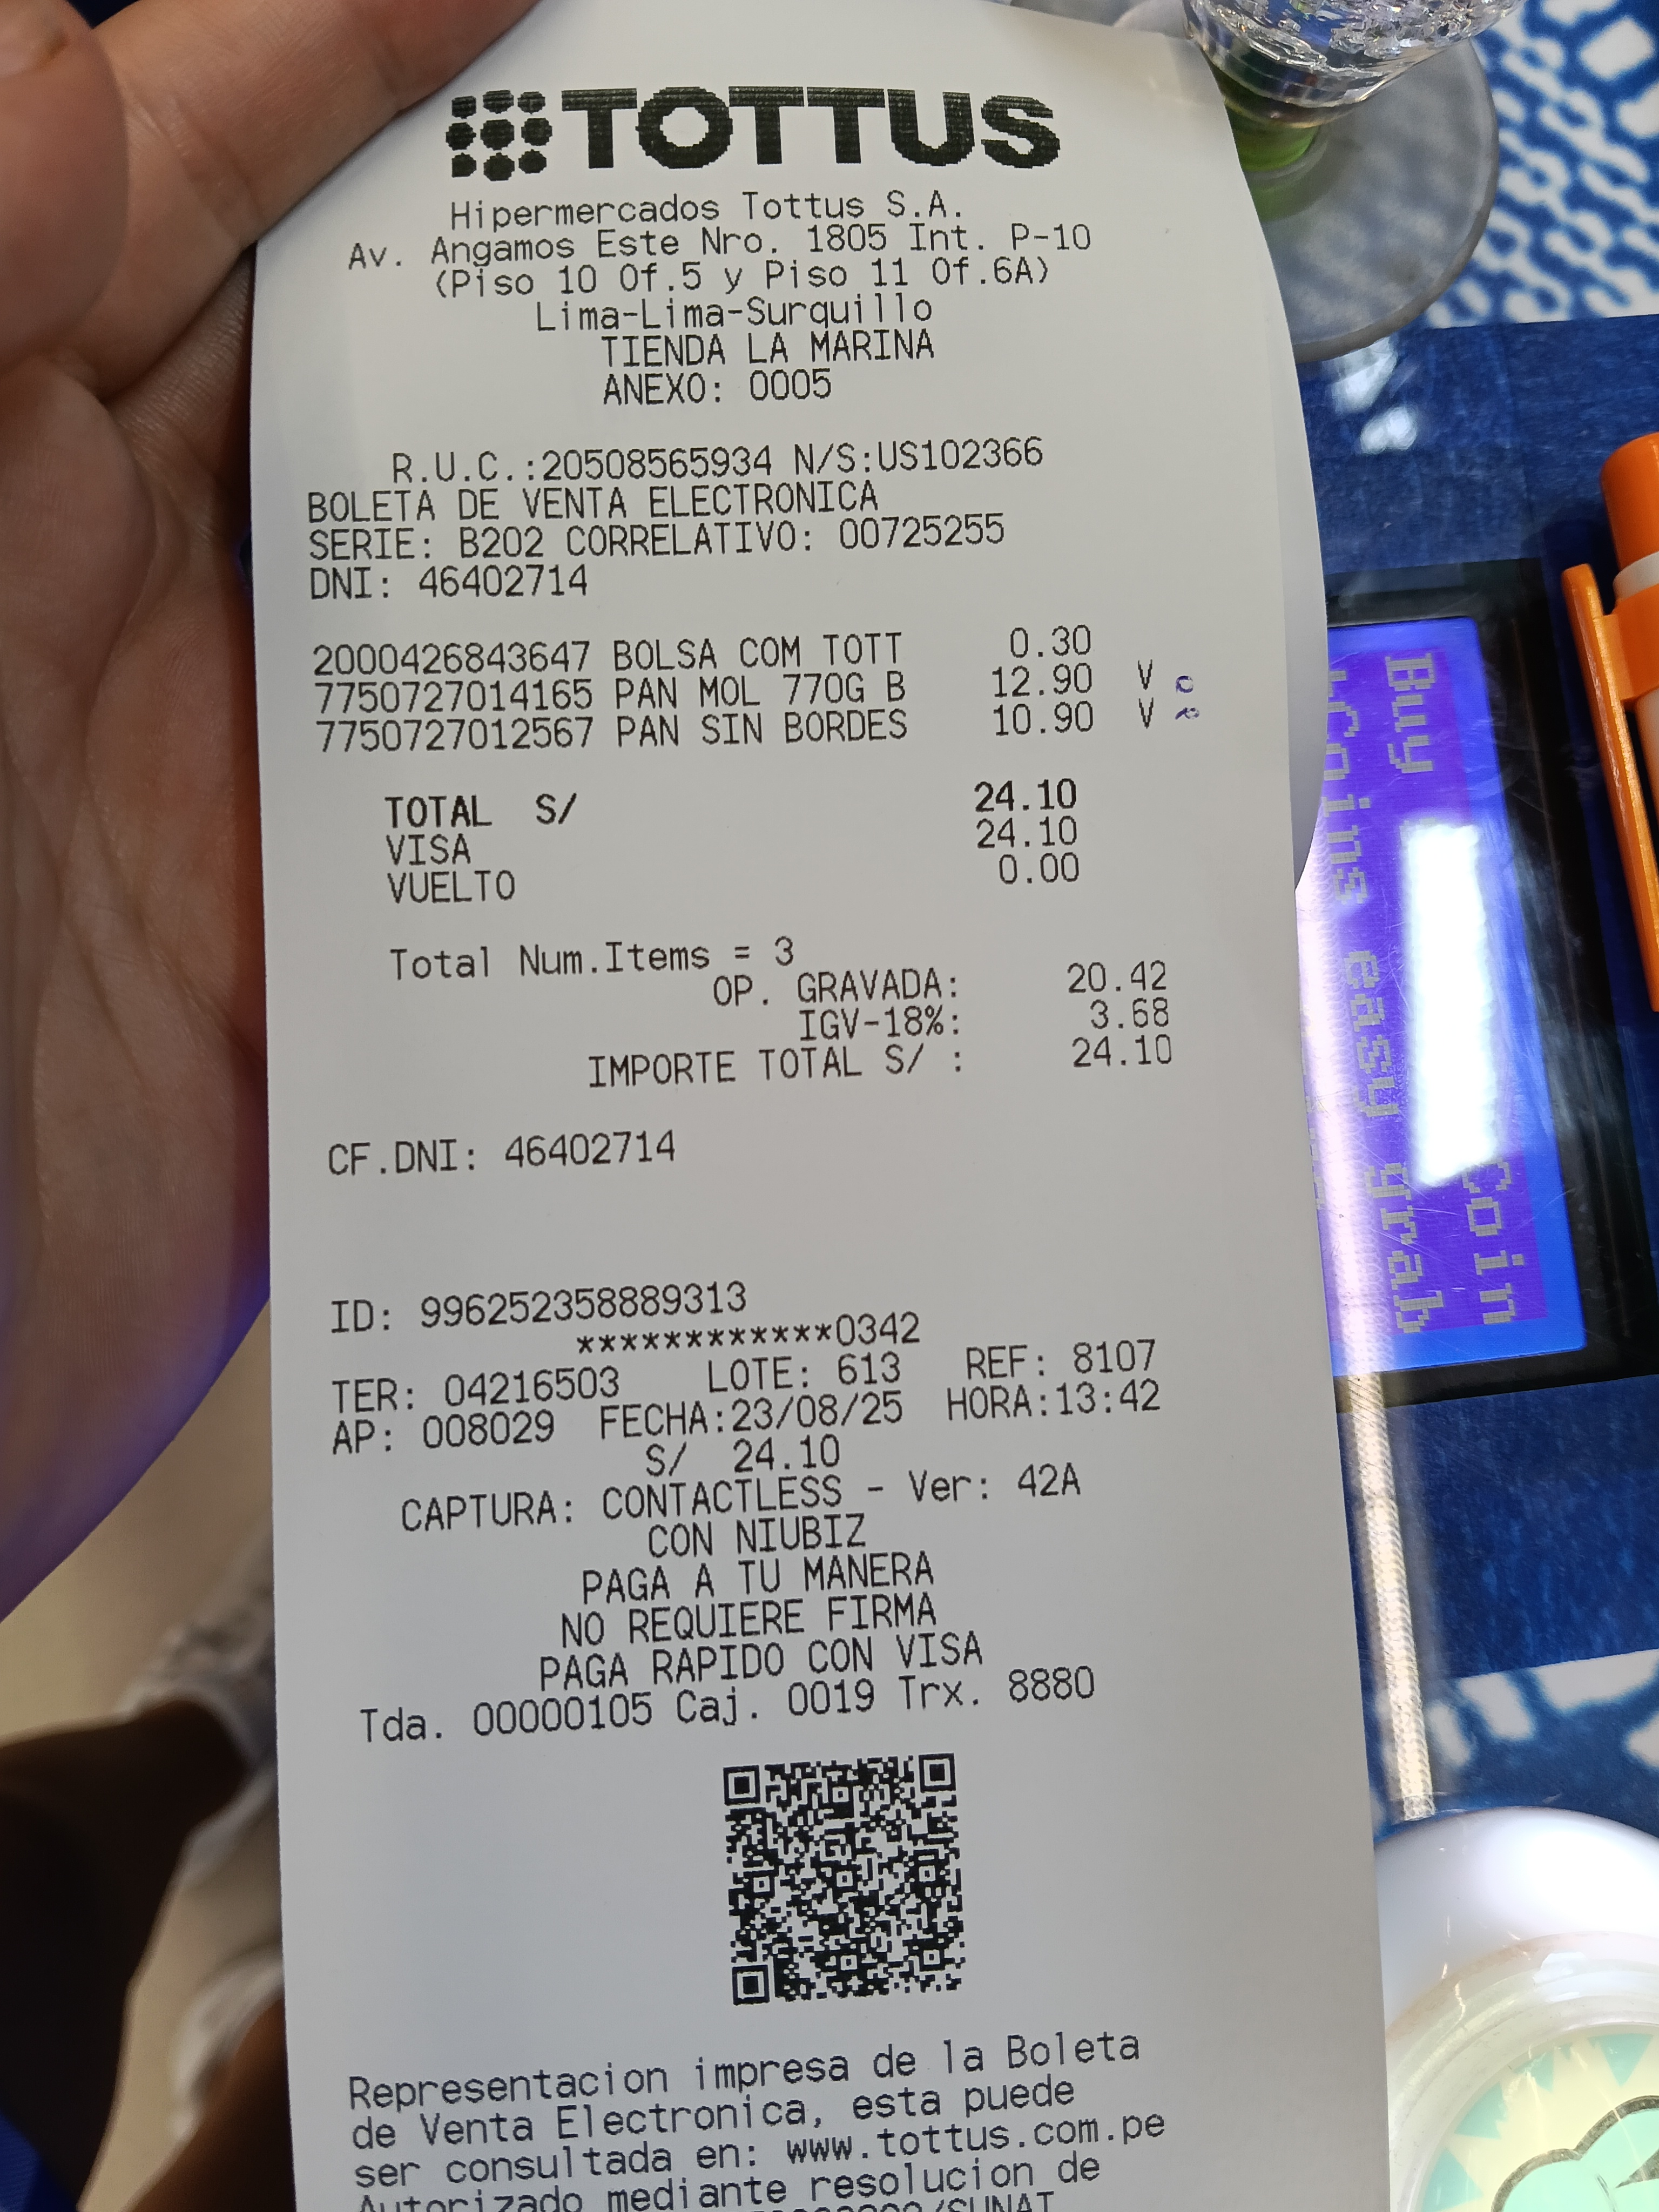 TOTTUS
Hipermercados Tottus S.A.
Av. Angamos Este Nro. 1805 Int. P-10
(Piso 10 Of.5 y Piso 11 Of.6A)
Lima-Lima-Surquillo
TIENDA LA MARINA
ANEXO: 0005
R.U.C.:20508565934 N/S:US102366
BOLETA DE VENTA ELECTRONICA
SERIE: B202 CORRELATIVO: 00725255
DNI: 46402714
2000426843647 BOLSA COM TOTT 0.30
7750727014165 PAN MOL 770G B 12.90 V
7750727012567 PAN SIN BORDES 10.90 V
TOTAL S/ 24.10
VISA 24.10
VUELTO 0.00
Total Num.Items = 3
OP. GRAVADA: 20.42
IGV-18%: 3.68
IMPORTE TOTAL S/ : 24.10
CF.DNI: 46402714
ID: 996252358889313
************0342
TER: 04216503 LOTE: 613 REF: 8107
AP: 008029 FECHA:23/08/25 HORA:13:42
S/ 24.10
CAPTURA: CONTACTLESS - Ver: 42A
CON NIUBIZ
PAGA A TU MANERA
NO REQUIERE FIRMA
PAGA RAPIDO CON VISA
Tda. 00000105 Caj. 0019 Trx. 8880
Representacion impresa de la Boleta
de Venta Electronica, esta puede
ser consultada en: www.tottus.com.pe
Autorizado mediante resolucion de
/SUNAT
Buy Coin
Coins easy grab